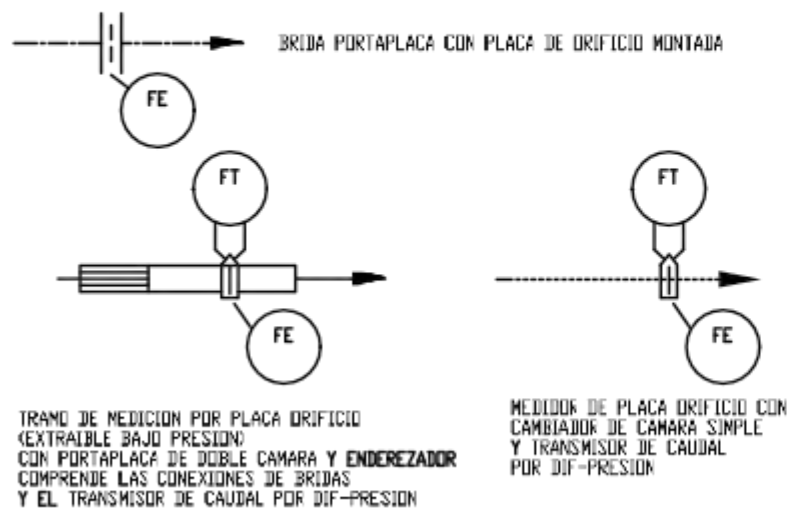 BRIDA PORTAPLACA CON PLACA DE ORIFICIO MONTADA
FE
FT
FT
FE
FE
TRAMO DE MEDICION POR PLACA ORIFICIO
(EXTRAIBLE BAJO PRESION)
CON PORTAPLACA DE DOBLE CAMARA Y ENDEREZADOR
COMPRENDE LAS CONEXIONES DE BRIDAS
Y EL TRANSMISOR DE CAUDAL POR DIF-PRESION
MEDIDOR DE PLACA ORIFICIO CON
CAMBIADOR DE CAMARA SIMPLE
Y TRANSMISOR DE CAUDAL
POR DIF-PRESION